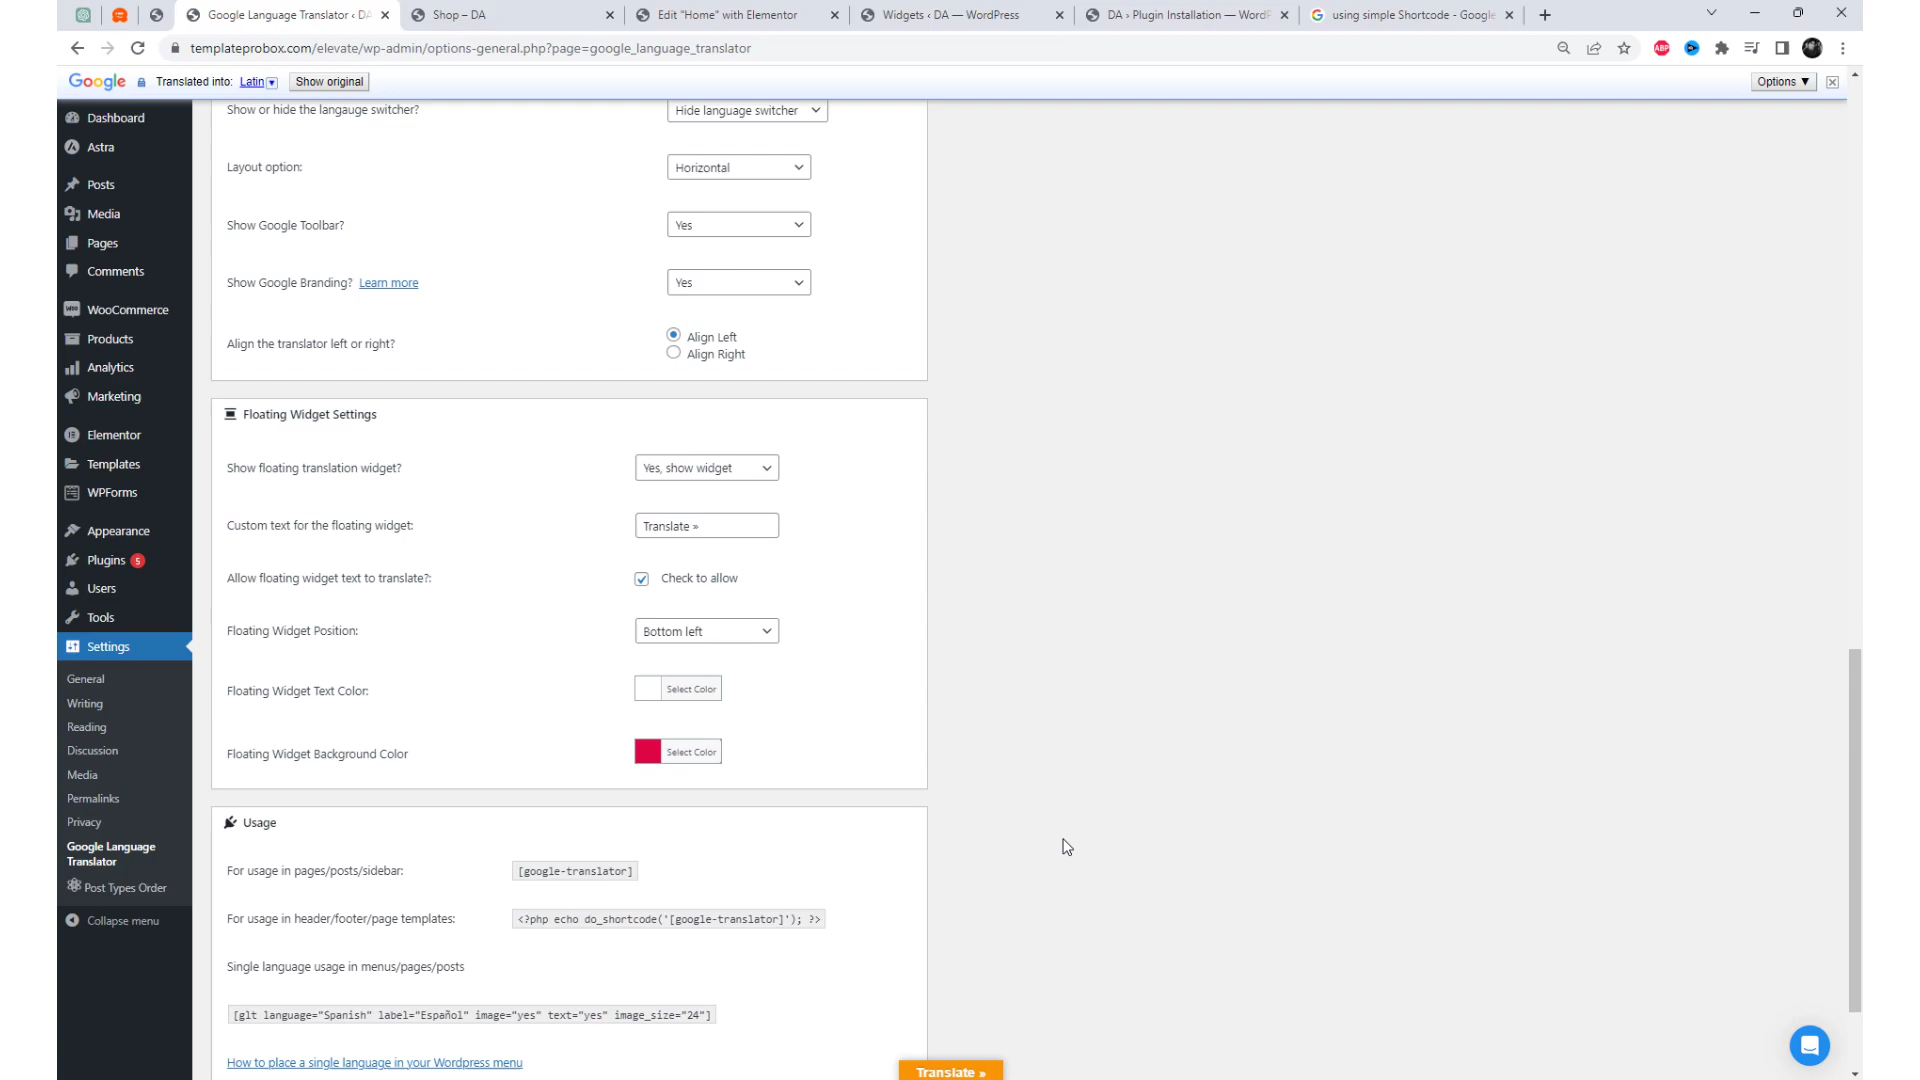 Google Language Translator ‹ DA
Shop – DA
Edit "Home" with Elementor
Widgets ‹ DA — WordPress
DA › Plugin Installation — WordP
using simple Shortcode - Google
templateprobox.com/elevate/wp-admin/options-general.php?page=google_language_translator
ABP
Google Translated into: Latin Show original
Options ▼
Dashboard
Astra
Posts
Media
Pages
Comments
WooCommerce
Products
Analytics
Marketing
Elementor
Templates
WPForms
Appearance
Plugins 5
Users
Tools
Settings
General
Writing
Reading
Discussion
Media
Permalinks
Privacy
Google Language
Translator
Post Types Order
Collapse menu
Show or hide the langauge switcher? Hide language switcher
Layout option: Horizontal
Show Google Toolbar? Yes
Show Google Branding? Learn more Yes
Align the translator left or right?
Align Left
Align Right
Floating Widget Settings
Show floating translation widget? Yes, show widget
Custom text for the floating widget: Translate »
Allow floating widget text to translate?: Check to allow
Floating Widget Position: Bottom left
Floating Widget Text Color: Select Color
Floating Widget Background Color Select Color
Usage
For usage in pages/posts/sidebar: [google-translator]
For usage in header/footer/page templates: <?php echo do_shortcode('[google-translator]'); ?>
Single language usage in menus/pages/posts
[glt language="Spanish" label="Español" image="yes" text="yes" image_size="24"]
How to place a single language in your Wordpress menu
Translate »